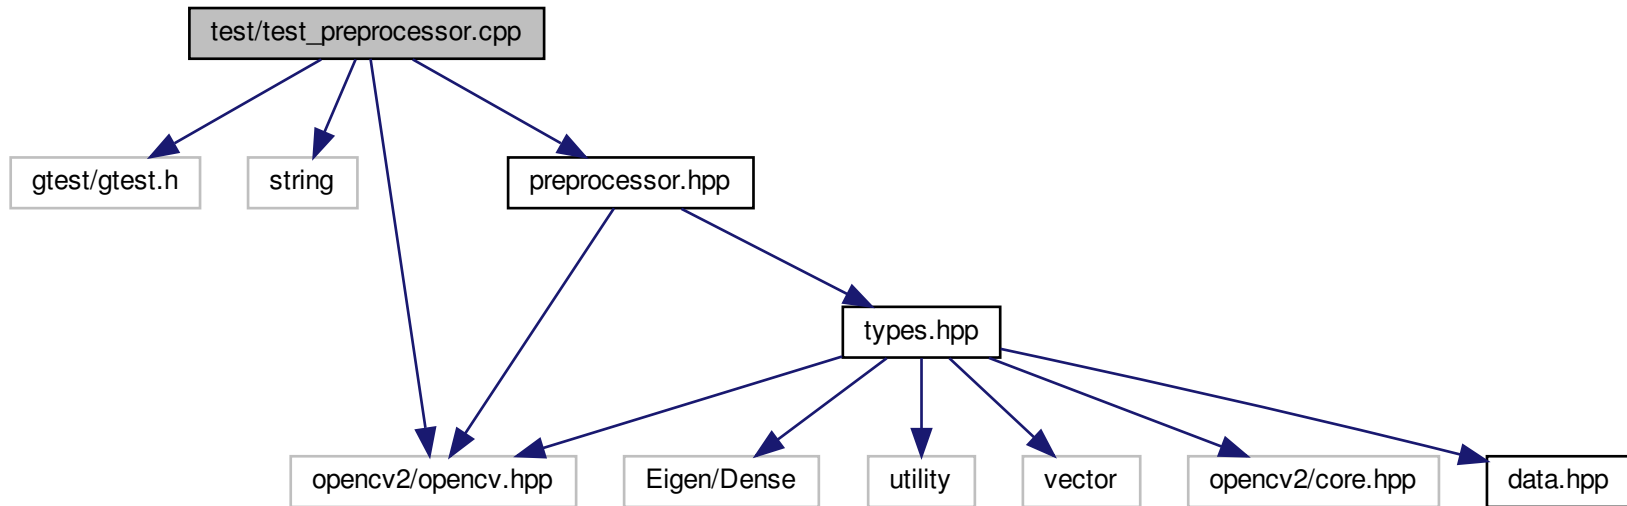 test/test_preprocessor.cpp
gtest/gtest.h
string
preprocessor.hpp
types.hpp
opencv2/opencv.hpp
Eigen/Dense
utility
vector
opencv2/core.hpp
data.hpp